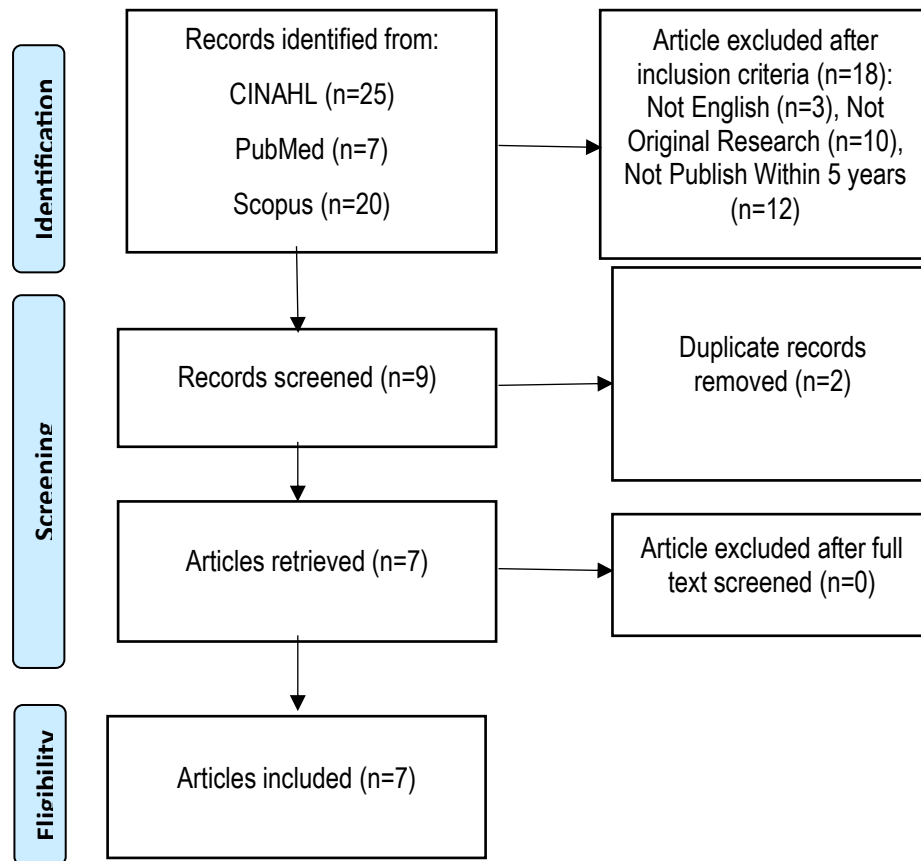 Identification
Records identified from:
CINAHL (n=25)
PubMed (n=7)
Scopus (n=20)
Article excluded after
inclusion criteria (n=18):
Not English (n=3), Not
Original Research (n=10),
Not Publish Within 5 years
(n=12)
Screening
Records screened (n=9)
Duplicate records
removed (n=2)
Articles retrieved (n=7)
Article excluded after full
text screened (n=0)
Eligibility
Articles included (n=7)